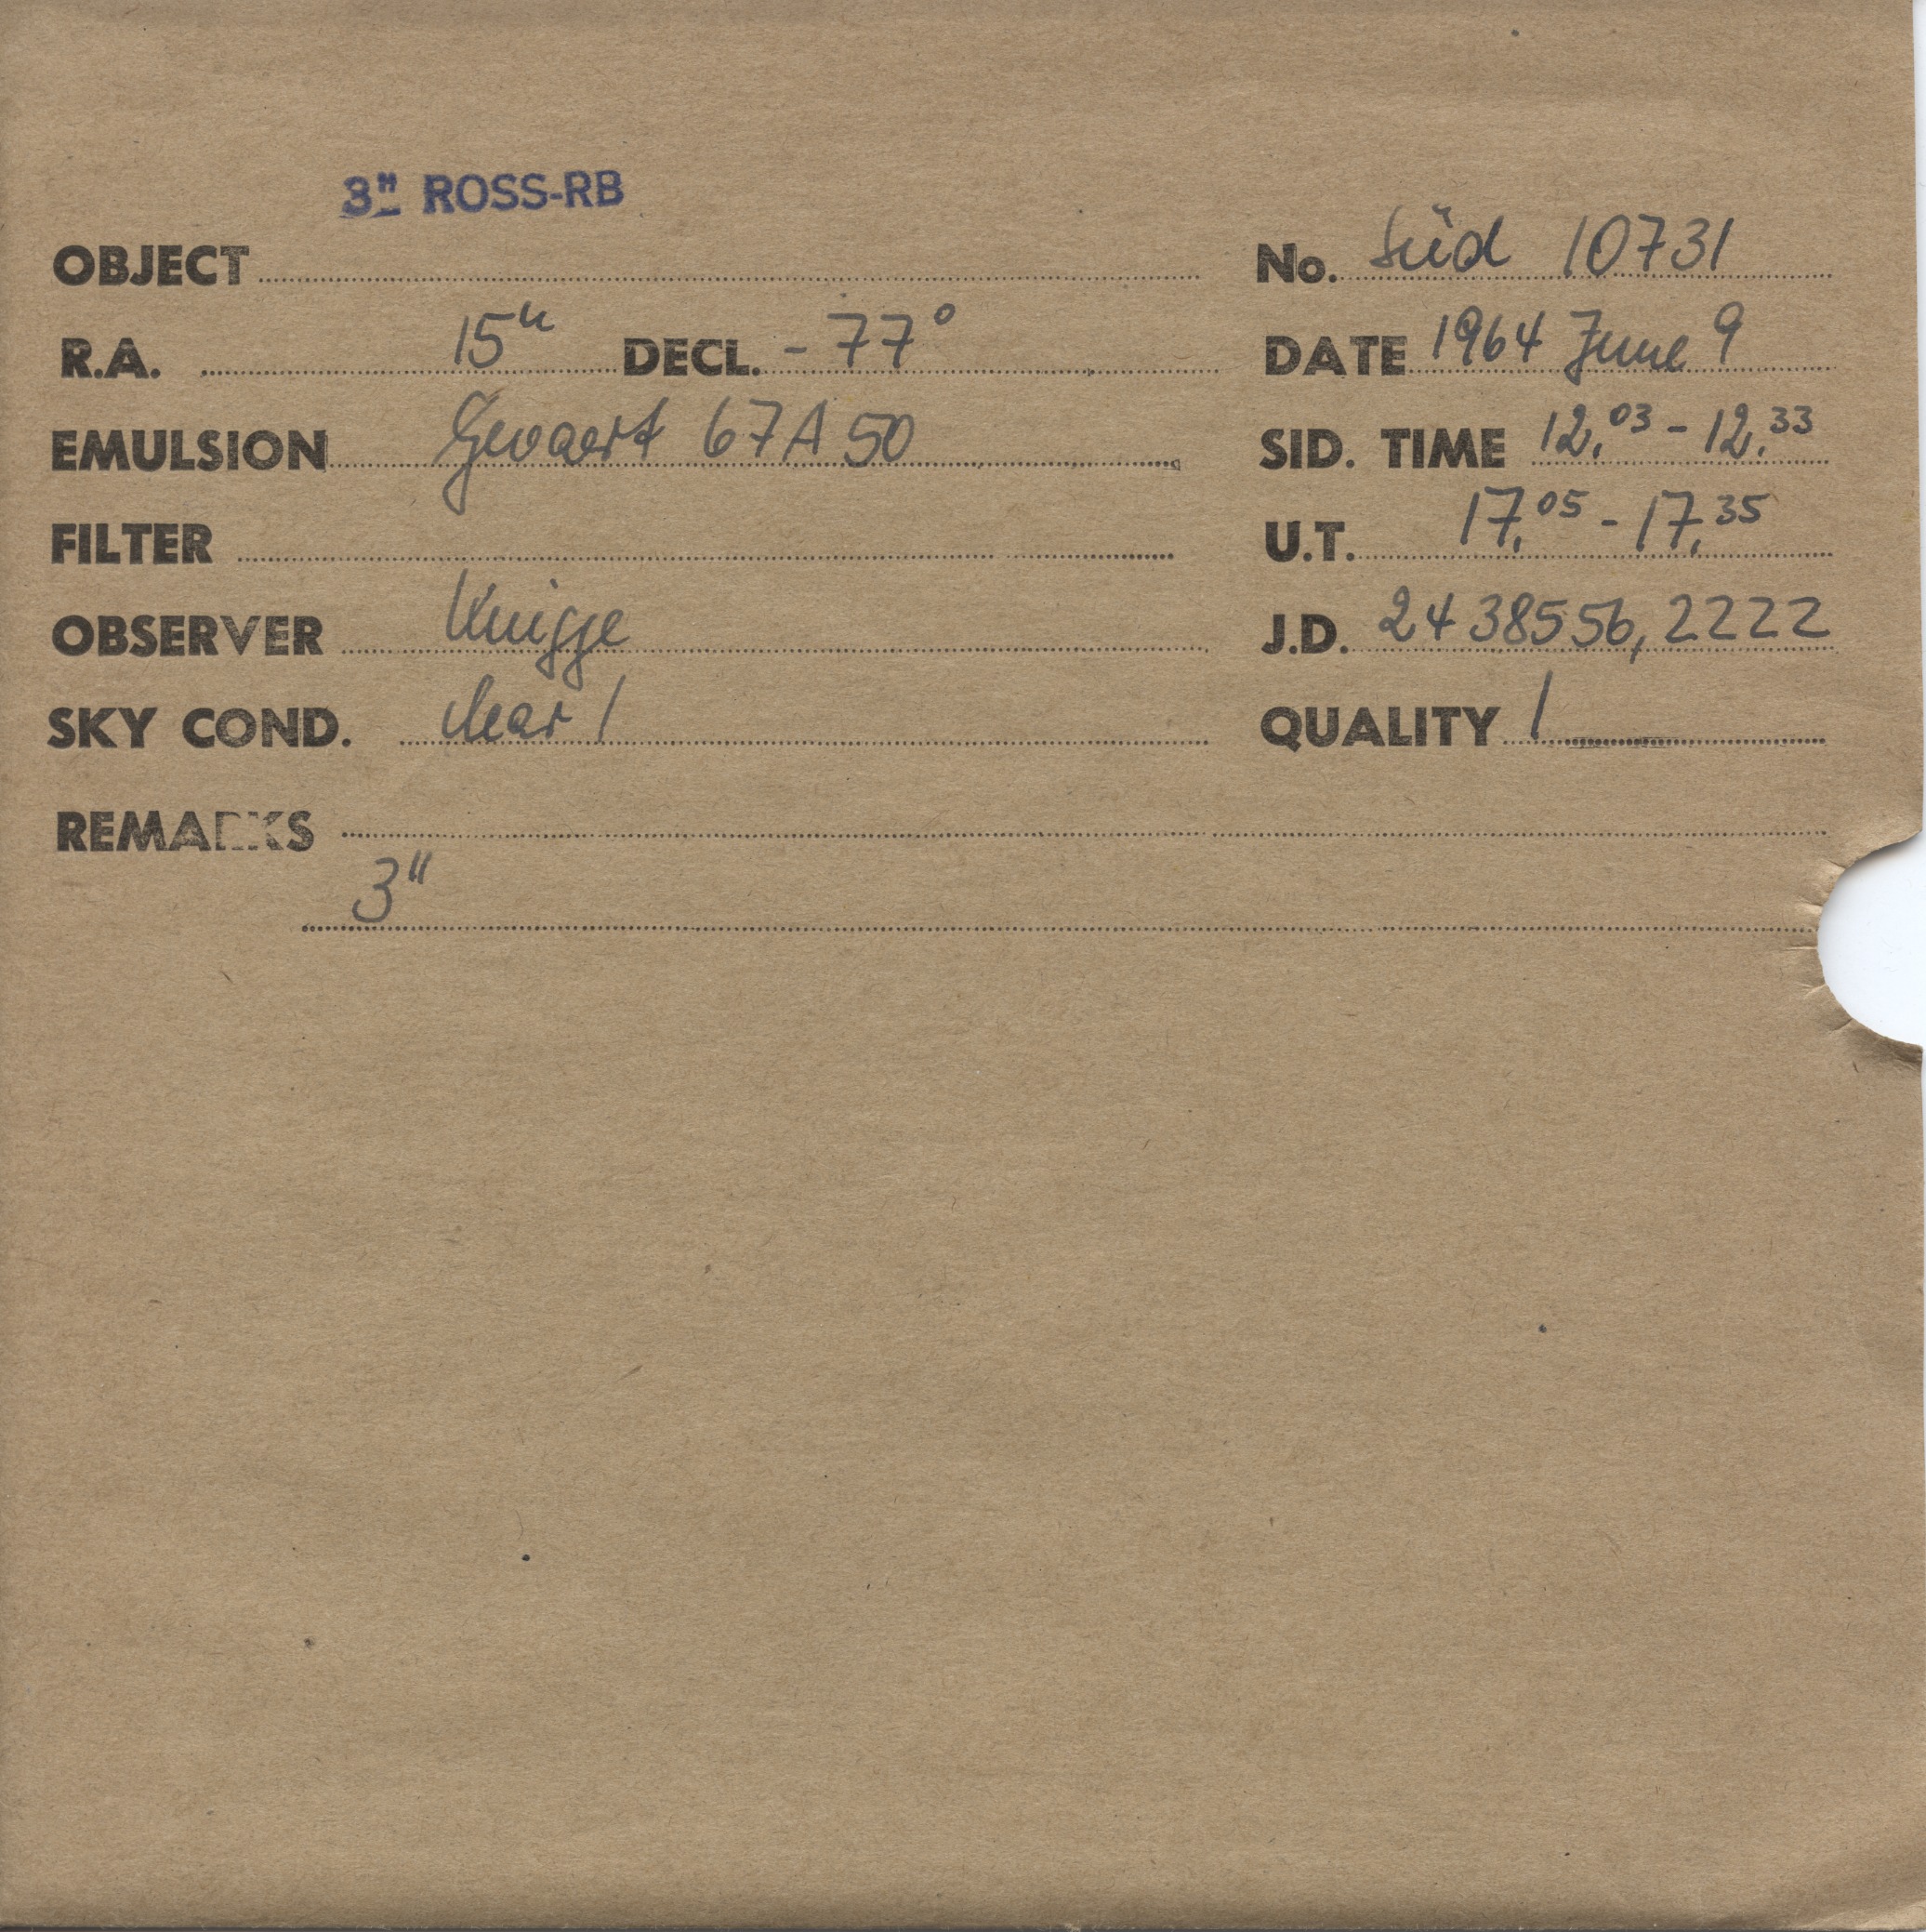 3" ROSS-RB
OBJECT No. Süd 10731
R.A. 15h DECL. -77° DATE 1964 June 9
EMULSION Gevaert 67A50 SID. TIME 12.03 - 12.33
FILTER U.T. 17.05 - 17.35
OBSERVER Knigge J.D. 2438556,2222
SKY COND. clear 1 QUALITY 1
REMARKS
3"